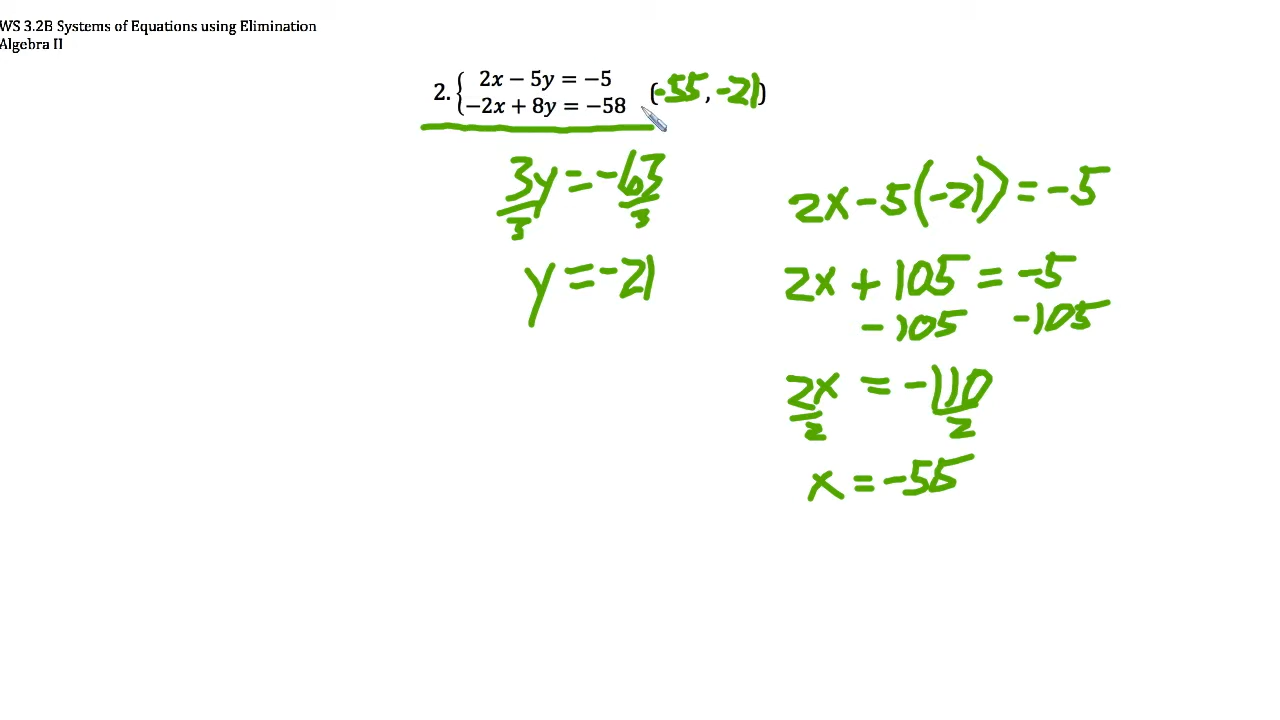 WS 3.2B Systems of Equations using Elimination
Algebra II
2. { 2x − 5y = −5
−2x + 8y = −58 (-55, -21)
3y = -63
3 3
y = -21
2x - 5(-21) = -5
2x + 105 = -5
-105 -105
2x = -110
2 2
x = -55